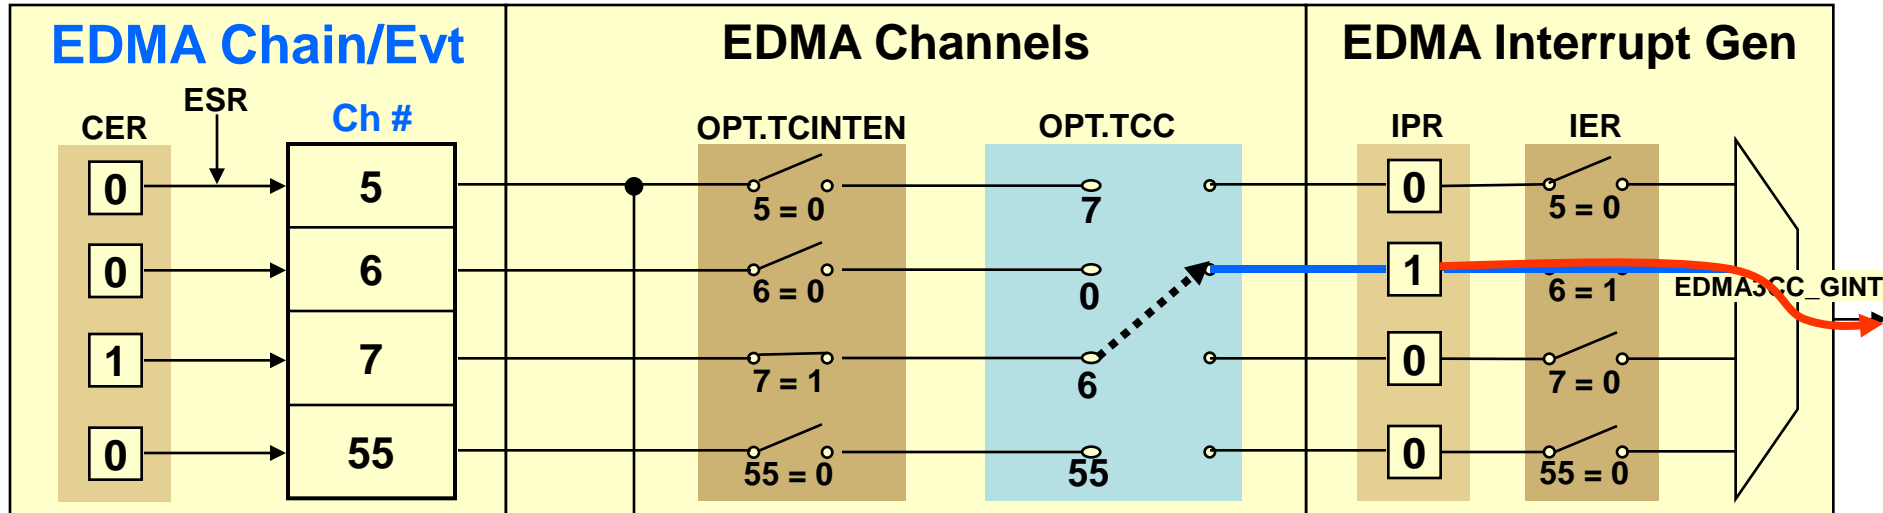 EDMA Chain/Evt
EDMA Channels
EDMA Interrupt Gen
ESR
CER
Ch #
OPT.TCINTEN
OPT.TCC
IPR
IER
0
5
5 = 0
7
0
5 = 0
0
6
6 = 0
0
1
6 = 1
EDMA3CC_GINT
1
7
7 = 1
6
0
7 = 0
0
55
55 = 0
55
0
55 = 0